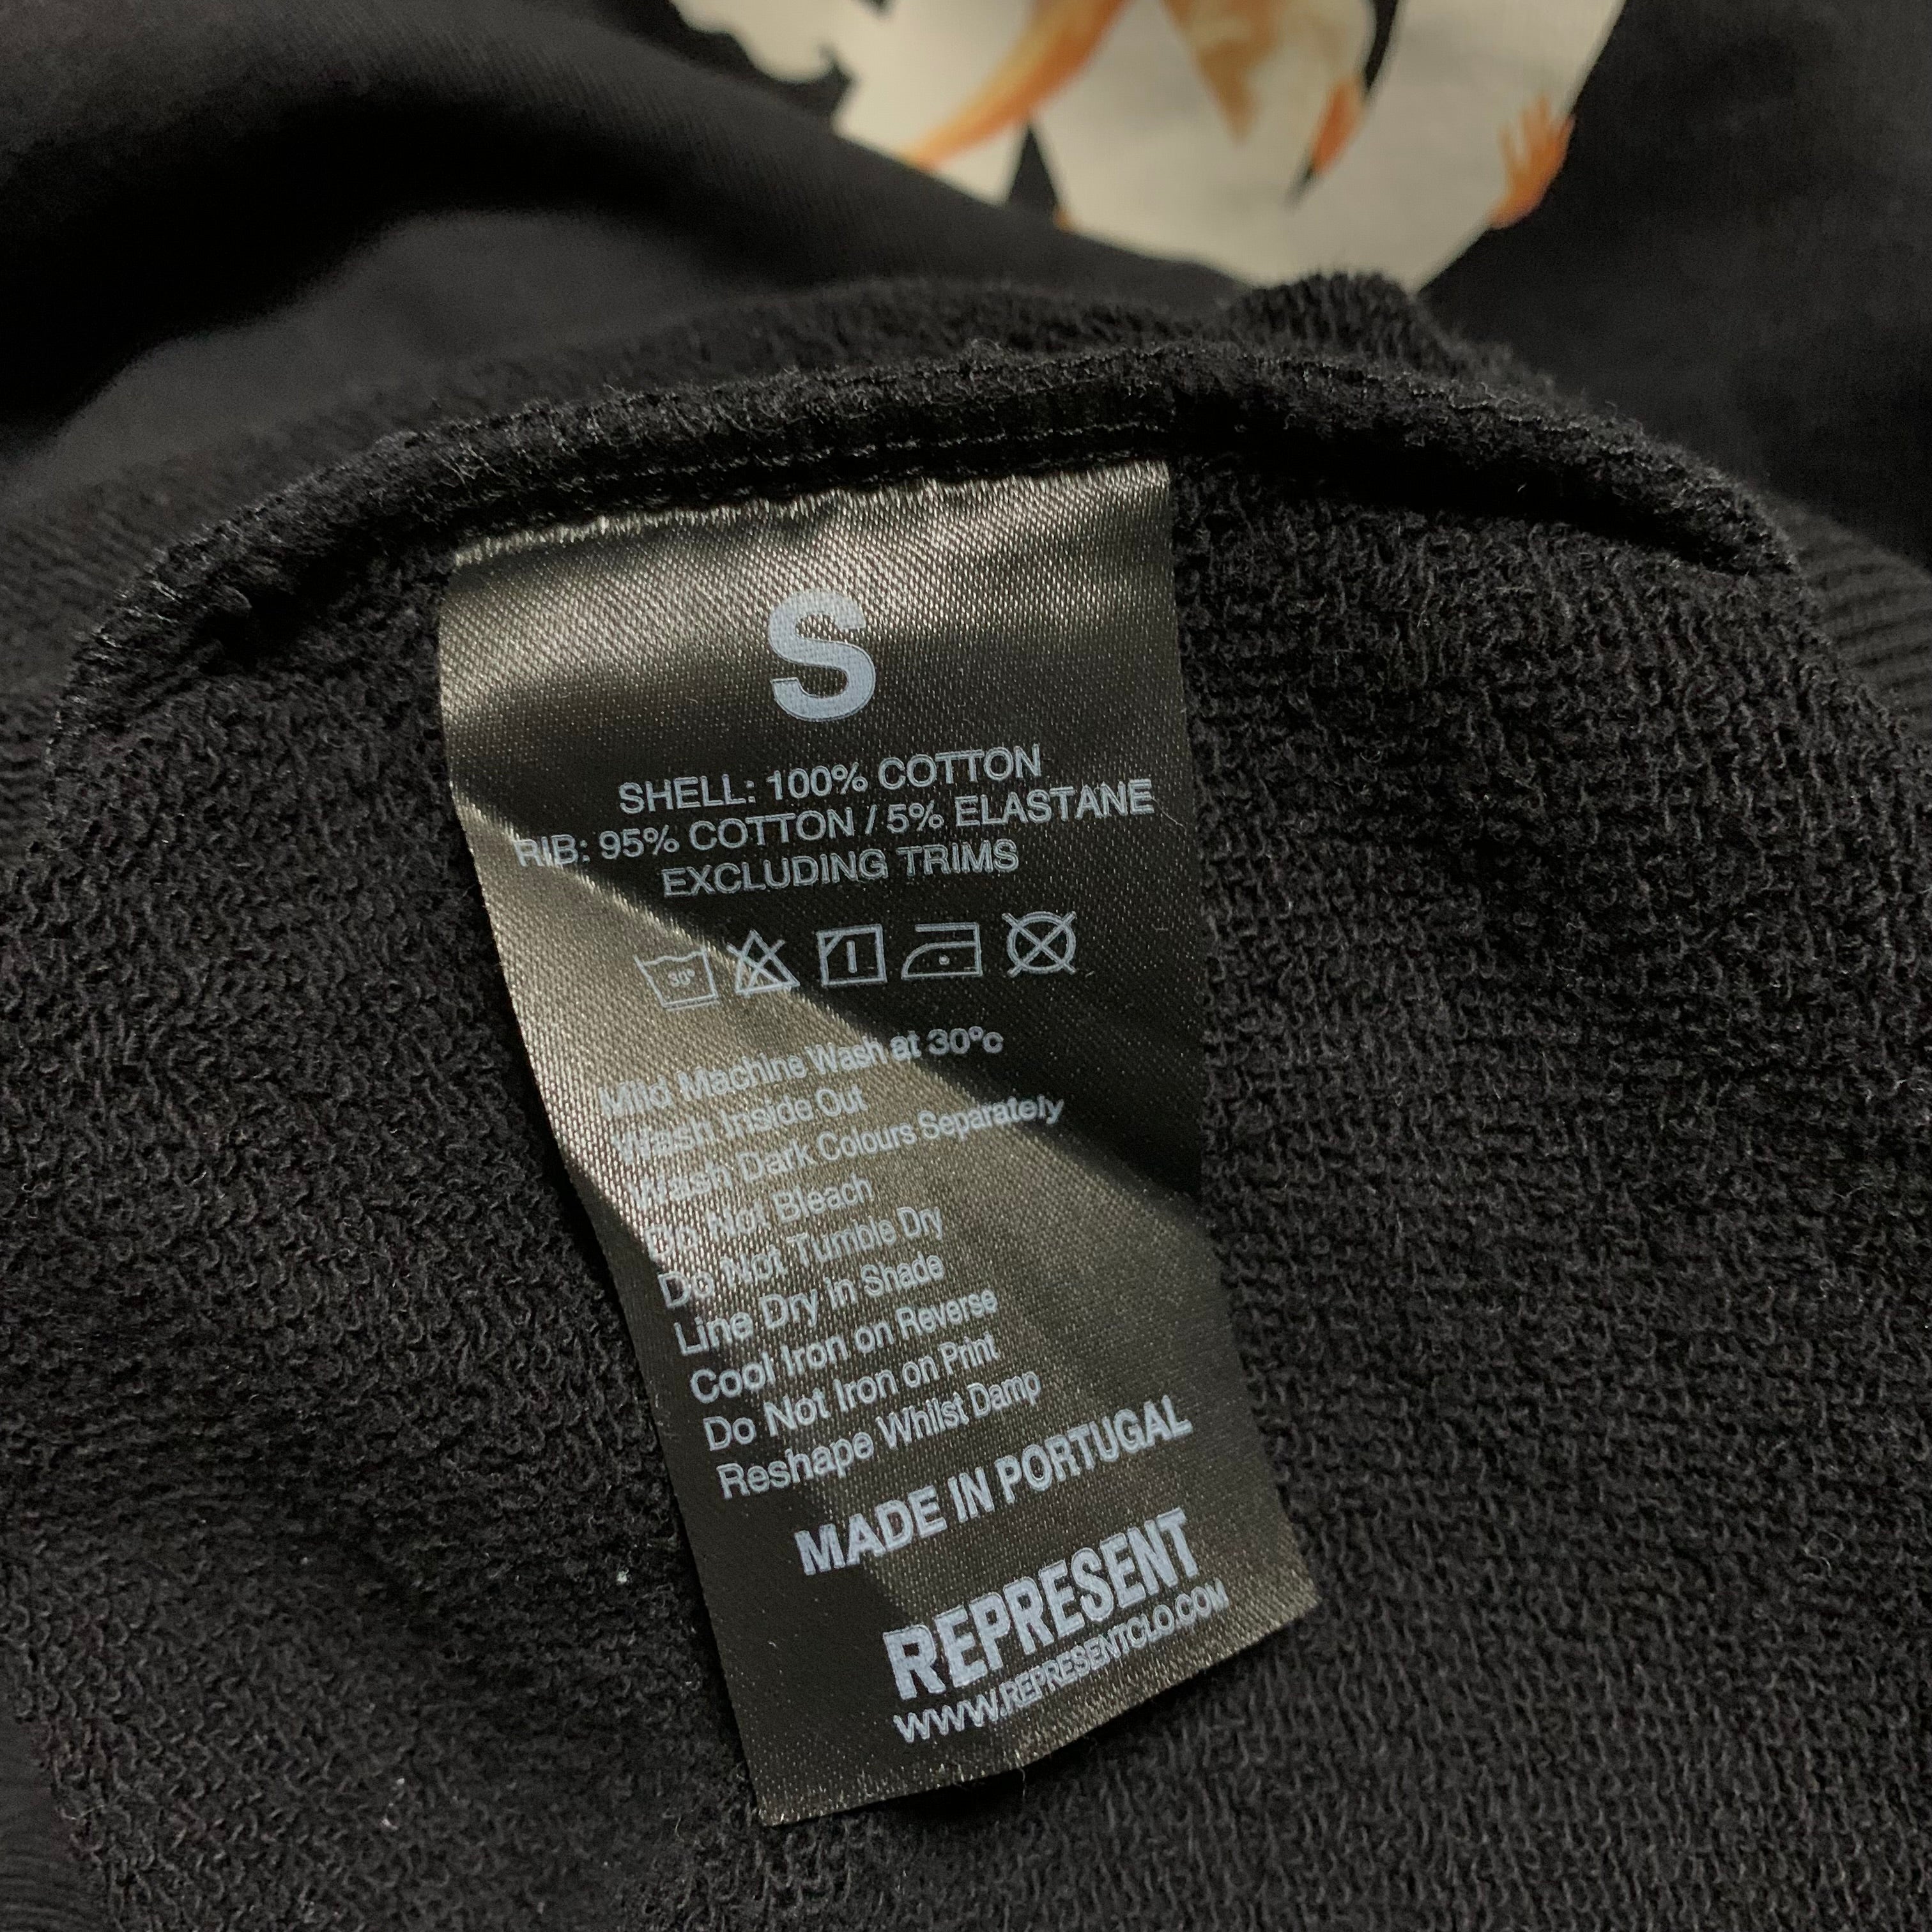 S
SHELL: 100% COTTON
RIB: 95% COTTON / 5% ELASTANE
EXCLUDING TRIMS
30°
Mild Machine Wash at 30°c
Wash Inside Out
Wash Dark Colours Separately
Do Not Bleach
Do Not Tumble Dry
Line Dry In Shade
Cool Iron on Reverse
Do Not Iron on Print
Reshape Whilst Damp
MADE IN PORTUGAL
REPRESENT
WWW.REPRESENTCLO.COM